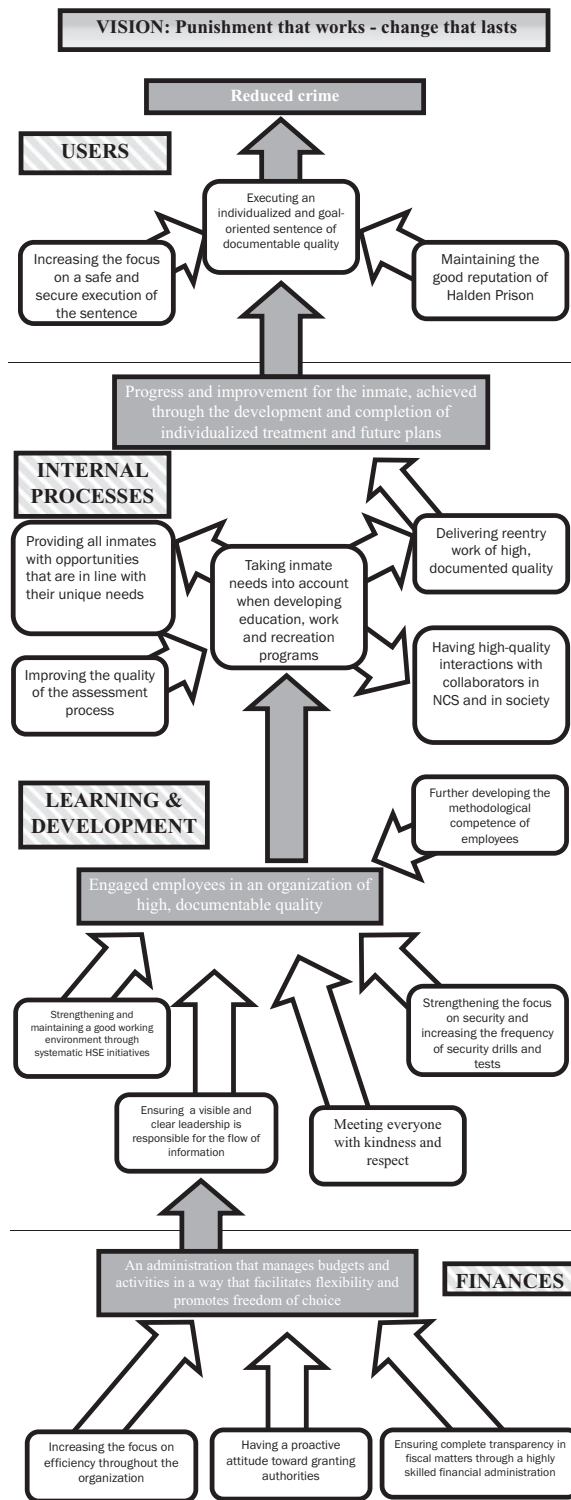 VISION: Punishment that works - change that lasts
Reduced crime
USERS
Executing an
individualized and goal-
oriented sentence of
documentable quality
Increasing the focus
on a safe and
secure execution of
the sentence
Maintaining the
good reputation of
Halden Prison
Progress and improvement for the inmate, achieved
through the development and completion of
individualized treatment and future plans
INTERNAL
PROCESSES
Providing all inmates
with opportunities
that are in line with
their unique needs
Taking inmate
needs into account
when developing
education, work
and recreation
programs
Delivering reentry
work of high,
documented quality
Improving the quality
of the assessment
process
Having high-quality
interactions with
collaborators in
NCS and in society
LEARNING &
DEVELOPMENT
Further developing the
methodological
competence of
employees
Engaged employees in an organization of
high, documentable quality
Strengthening and
maintaining a good working
environment through
systematic HSE initiatives
Strengthening the focus
on security and
increasing the frequency
of security drills and
tests
Ensuring a visible and
clear leadership is
responsible for the flow of
information
Meeting everyone
with kindness and
respect
An administration that manages budgets and
activities in a way that facilitates flexibility and
promotes freedom of choice
FINANCES
Increasing the focus on
efficiency throughout the
organization
Having a proactive
attitude toward granting
authorities
Ensuring complete transparency in
fiscal matters through a highly
skilled financial administration